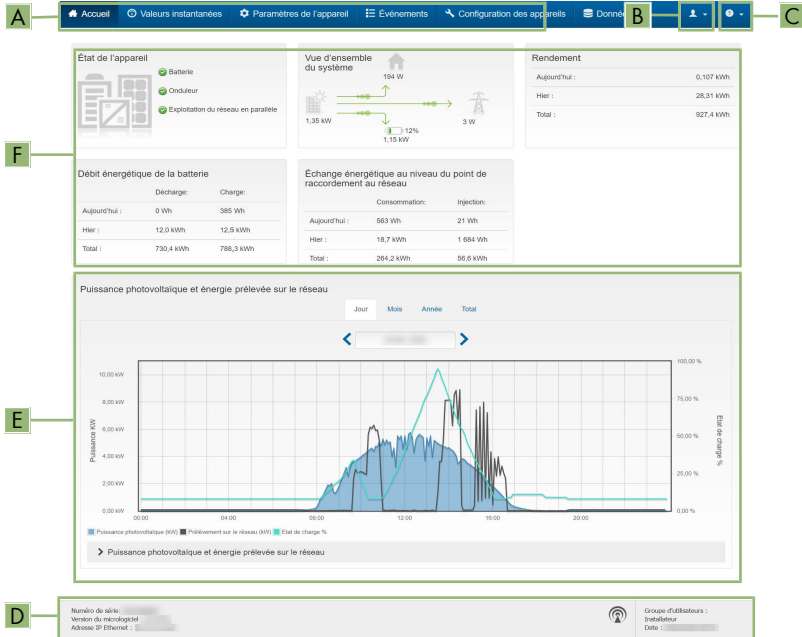 A
Accueil
Valeurs instantanées
Paramètres de l'appareil
Événements
Configuration des appareils
B
C
État de l'appareil
Batterie
Onduleur
Exploitation du réseau en parallèle
Vue d'ensemble
du système
194 W
1,35 kW
3 W
12%
1,15 kW
Rendement
Aujourd'hui : 0,107 kWh
Hier : 28,31 kWh
Total : 927,4 kWh
F
Débit énergétique de la batterie
Décharge: Charge:
Aujourd'hui : 0 Wh 385 Wh
Hier : 12,0 kWh 12,5 kWh
Total : 730,4 kWh 788,3 kWh
Échange énergétique au niveau du point de
raccordement au réseau
Consommation: Injection:
Aujourd'hui : 563 Wh 21 Wh
Hier : 18,7 kWh 1 684 Wh
Total : 264,2 kWh 56,6 kWh
Puissance photovoltaïque et énergie prélevée sur le réseau
Jour Mois Année Total
E
Puissance KW
10,00 kW
8,00 kW
6,00 kW
4,00 kW
2,00 kW
0,00 kW
100,00 %
75,00 %
50,00 %
25,00 %
0,00 %
Etat de charge %
00:00 04:00 08:00 12:00 16:00 20:00
Puissance photovoltaïque (kW) Prélèvement sur le réseau (kW) Etat de charge %
Puissance photovoltaïque et énergie prélevée sur le réseau
D
Numéro de série:
Version du micrologiciel
Adresse IP Ethernet :
Groupe d'utilisateurs :
Installateur
Date :